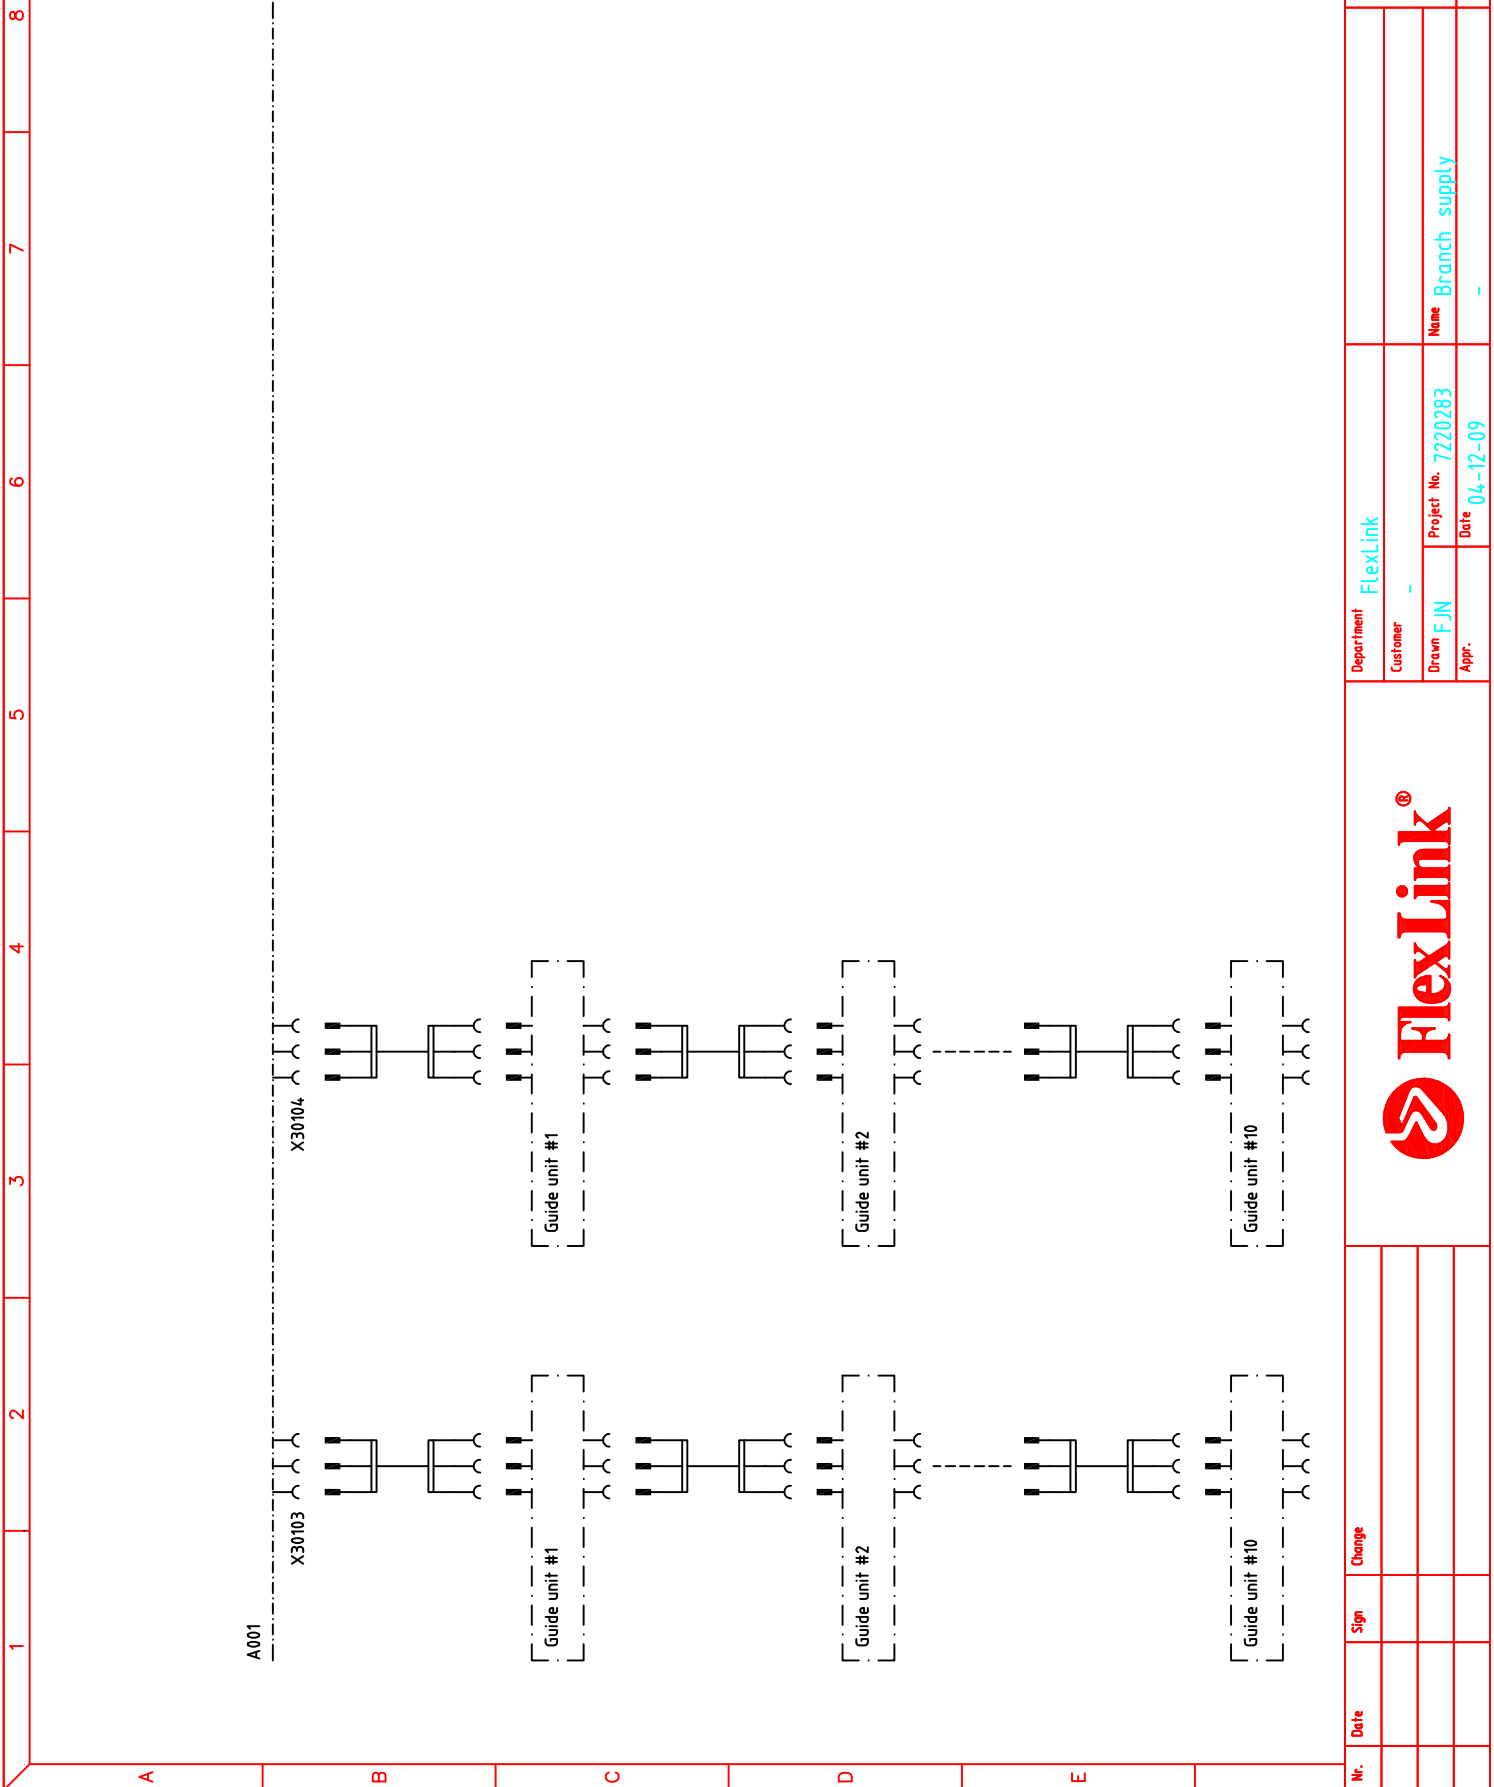 1 2 3 4 5 6 7 8
A
B
C
D
E
A001
X30103
X30104
Guide unit #1
Guide unit #1
Guide unit #2
Guide unit #2
Guide unit #10
Guide unit #10
Nr. Date Sign Change
FlexLink®
Department FlexLink
Customer -
Drawn FJN
Project No. 7220283
Name Branch supply
Appr.
Date 04-12-09
-